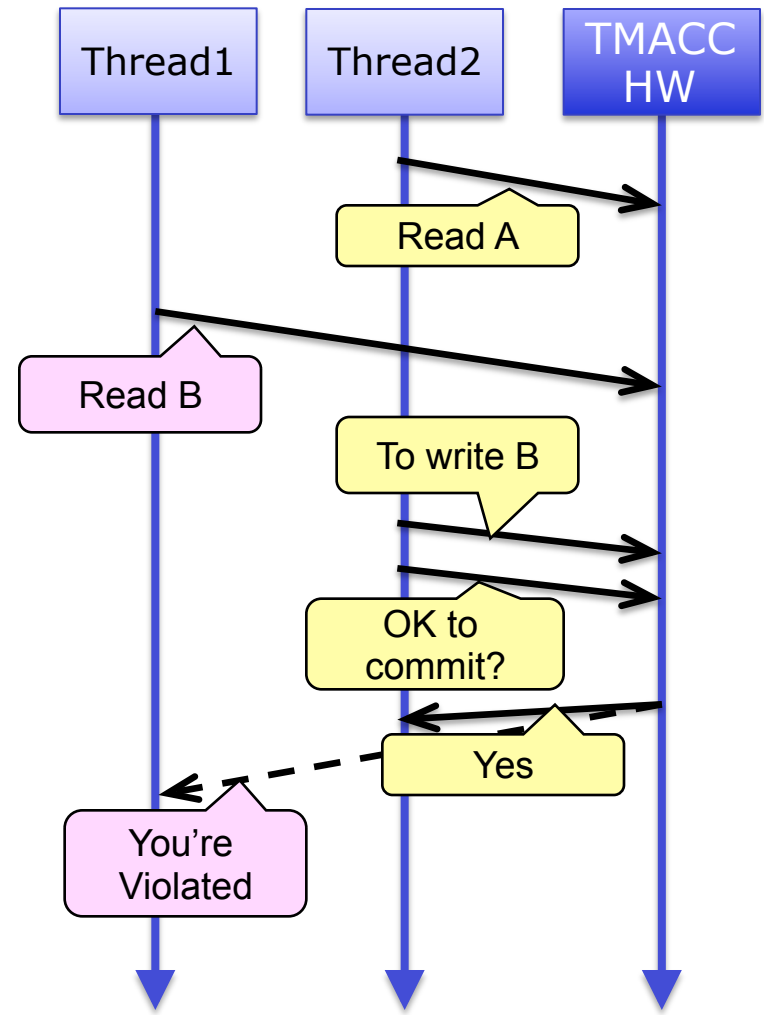 Thread1
Thread2
TMACC
HW
Read A
Read B
To write B
OK to
commit?
Yes
You’re
Violated